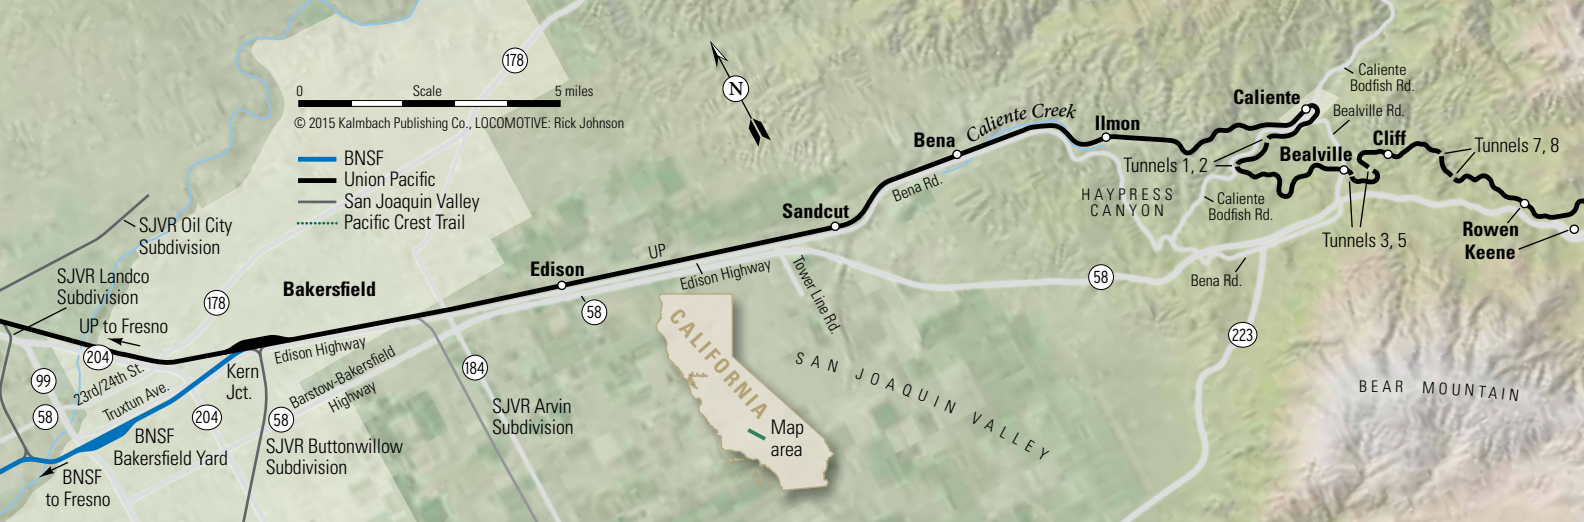 178
N
0 Scale 5 miles
© 2015 Kalmbach Publishing Co., LOCOMOTIVE: Rick Johnson
BNSF
Union Pacific
San Joaquin Valley
Pacific Crest Trail
SJVR Oil City
Subdivision
SJVR Landco
Subdivision
178
Bakersfield
UP to Fresno
204
23rd/24th St.
99
58
Truxtun Ave.
Kern
Jct.
204
BNSF
Bakersfield Yard
BNSF
to Fresno
Edison Highway
Barstow-Bakersfield
Highway
58
SJVR Buttonwillow
Subdivision
184
SJVR Arvin
Subdivision
Edison
58
UP
Edison Highway
Sandcut
Tower Line Rd.
Bena Rd.
Bena
Caliente Creek
Ilmon
Caliente
Caliente
Bodfish Rd.
Bealville Rd.
Cliff
Bealville
Tunnels 7, 8
Tunnels 1, 2
HAYPRESS
CANYON
Caliente
Bodfish Rd.
Tunnels 3, 5
Rowen
Keene
58
Bena Rd.
223
CALIFORNIA
Map
area
SAN JOAQUIN VALLEY
BEAR MOUNTAIN